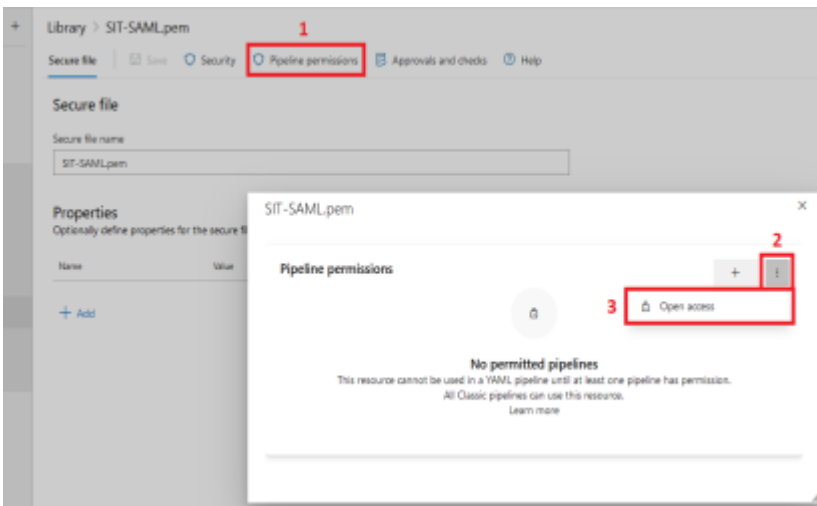 Library > SIT-SAML.pem
1
Secure file Save Security Pipeline permissions Approvals and checks Help
Secure file
Secure file name
SIT-SAML.pem
Properties
Optionally define properties for the secure fi
Name Value
+ Add
SIT-SAML.pem
2
Pipeline permissions
3 Open access
No permitted pipelines
This resource cannot be used in a YAML pipeline until at least one pipeline has permission.
All Classic pipelines can use this resource.
Learn more